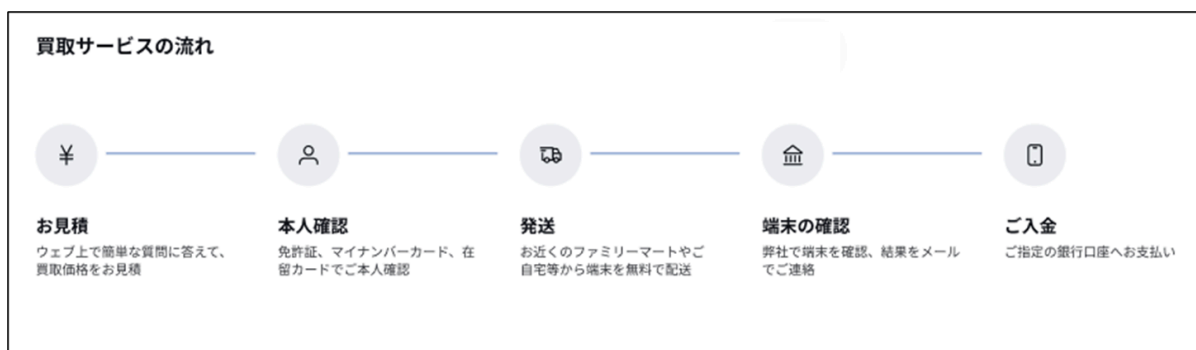 買取サービスの流れ
¥
お見積
ウェブ上で簡単な質問に答えて、
買取価格をお見積
本人確認
免許証、マイナンバーカード、在
留カードでご本人確認
発送
お近くのファミリーマートやご
自宅等から端末を無料で配送
端末の確認
弊社で端末を確認、結果をメール
でご連絡
ご入金
ご指定の銀行口座へお支払い